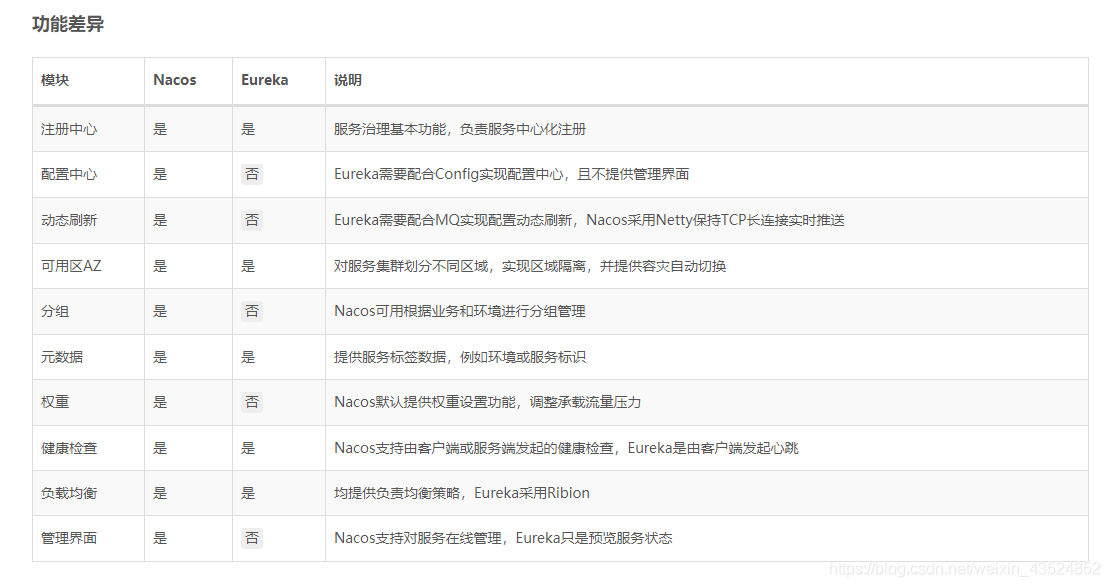 功能差异
模块 Nacos Eureka 说明
注册中心 是 是 服务治理基本功能，负责服务中心化注册
配置中心 是 否 Eureka需要配合Config实现配置中心，且不提供管理界面
动态刷新 是 否 Eureka需要配合MQ实现配置动态刷新，Nacos采用Netty保持TCP长连接实时推送
可用区AZ 是 是 对服务集群划分不同区域，实现区域隔离，并提供容灾自动切换
分组 是 否 Nacos可用根据业务和环境进行分组管理
元数据 是 是 提供服务标签数据，例如环境或服务标识
权重 是 否 Nacos默认提供权重设置功能，调整承载流量压力
健康检查 是 是 Nacos支持由客户端或服务端发起的健康检查，Eureka是由客户端发起心跳
负载均衡 是 是 均提供负责均衡策略，Eureka采用Ribion
管理界面 是 否 Nacos支持对服务在线管理，Eureka只是预览服务状态
https://blog.csdn.net/weixin_43524852